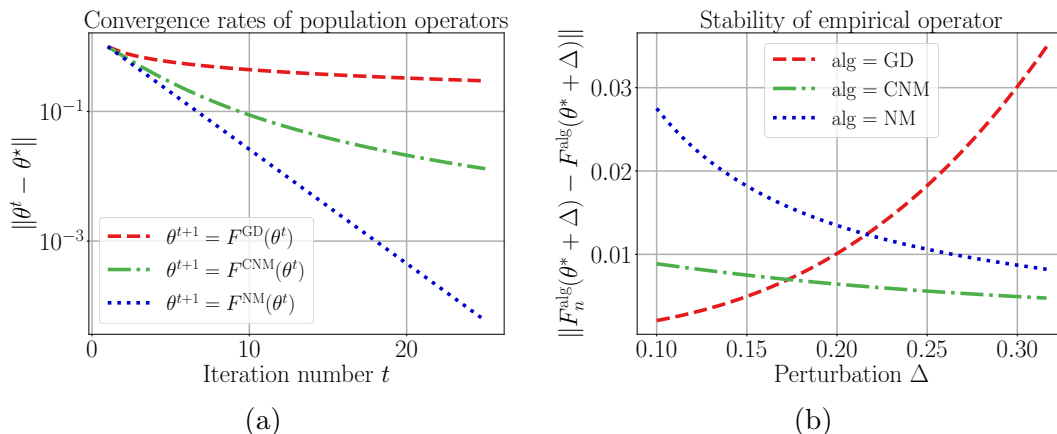 Convergence rates of population operators
‖θ^t − θ*‖
10^−1
10^−3
θ^{t+1} = F^GD(θ^t)
θ^{t+1} = F^CNM(θ^t)
θ^{t+1} = F^NM(θ^t)
0
10
20
Iteration number t
(a)
Stability of empirical operator
‖F_n^alg(θ* + Δ) − F^alg(θ* + Δ)‖
0.03
0.02
0.01
alg = GD
alg = CNM
alg = NM
0.10
0.15
0.20
0.25
0.30
Perturbation Δ
(b)